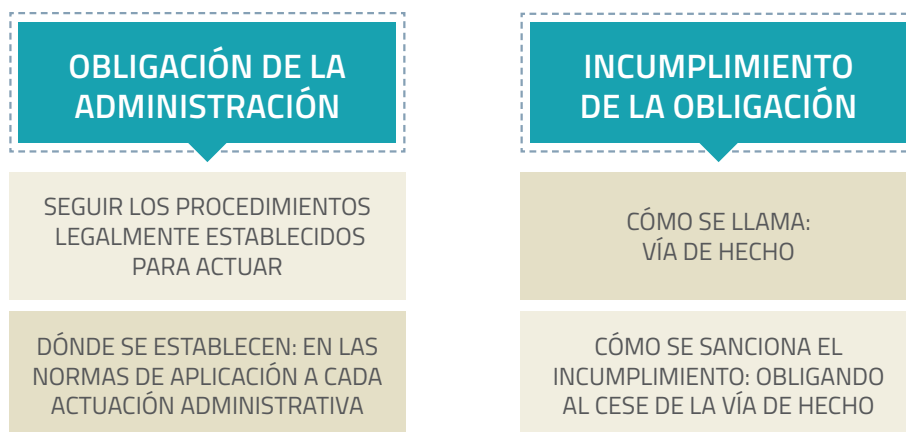 OBLIGACIÓN DE LA
ADMINISTRACIÓN
SEGUIR LOS PROCEDIMIENTOS
LEGALMENTE ESTABLECIDOS
PARA ACTUAR
DÓNDE SE ESTABLECEN: EN LAS
NORMAS DE APLICACIÓN A CADA
ACTUACIÓN ADMINISTRATIVA
INCUMPLIMIENTO
DE LA OBLIGACIÓN
CÓMO SE LLAMA:
VÍA DE HECHO
CÓMO SE SANCIONA EL
INCUMPLIMIENTO: OBLIGANDO
AL CESE DE LA VÍA DE HECHO